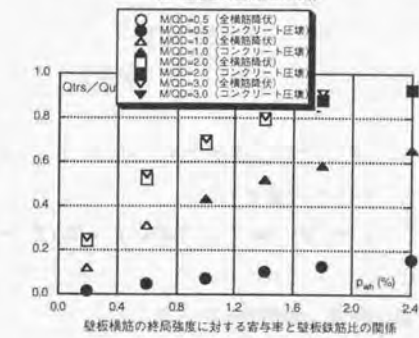 M/QD=0.5 (全横筋降伏)
M/QD=0.5 (コンクリート圧壊)
M/QD=1.0 (全横筋降伏)
M/QD=1.0 (コンクリート圧壊)
M/QD=2.0 (全横筋降伏)
M/QD=2.0 (コンクリート圧壊)
M/QD=3.0 (全横筋降伏)
M/QD=3.0 (コンクリート圧壊)
1.0
Qtrs/Qu
0.8
0.6
0.4
0.2
0.0
pwh (%)
0.0 0.6 1.2 1.8 2.4
壁板横筋の終局強度に対する寄与率と壁板鉄筋比の関係